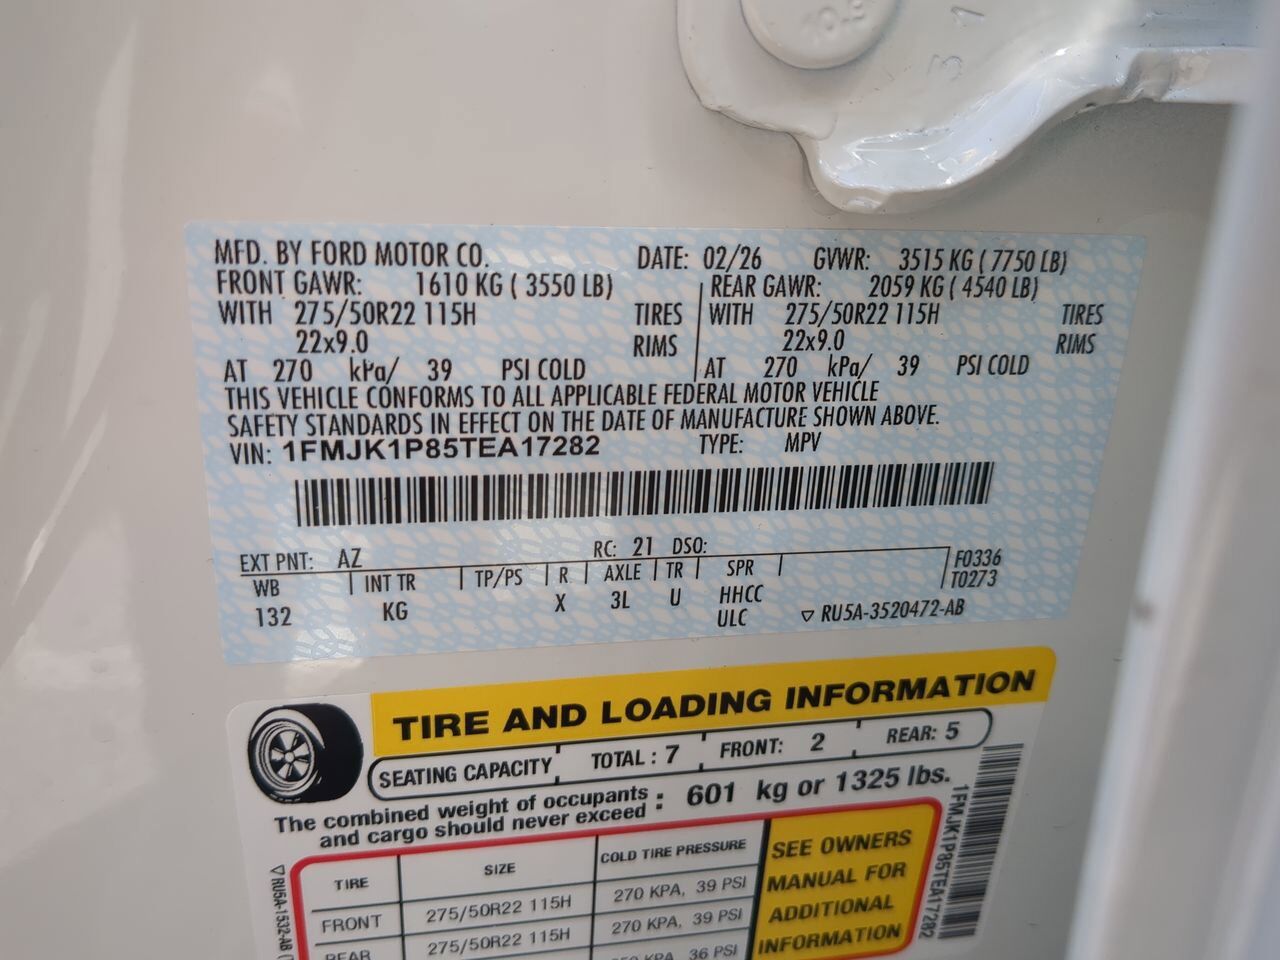 31
MFD. BY FORD MOTOR CO. DATE: 02/26 GVWR: 3515 KG ( 7750 LB)
FRONT GAWR: 1610 KG ( 3550 LB) REAR GAWR: 2059 KG ( 4540 LB)
WITH 275/50R22 115H TIRES WITH 275/50R22 115H TIRES
22x9.0 RIMS 22x9.0 RIMS
AT 270 kPa/ 39 PSI COLD AT 270 kPa/ 39 PSI COLD
THIS VEHICLE CONFORMS TO ALL APPLICABLE FEDERAL MOTOR VEHICLE
SAFETY STANDARDS IN EFFECT ON THE DATE OF MANUFACTURE SHOWN ABOVE.
VIN: 1FMJK1P85TEA17282 TYPE: MPV
EXT PNT: AZ RC: 21 DSO:
WB INT TR TP/PS R AXLE TR SPR F0336
T0273
132 KG X 3L U HHCC
ULC ▽ RU5A-3520472-AB
TIRE AND LOADING INFORMATION
SEATING CAPACITY TOTAL : 7 FRONT: 2 REAR: 5
The combined weight of occupants
and cargo should never exceed : 601 kg or 1325 lbs.
TIRE SIZE COLD TIRE PRESSURE
FRONT 275/50R22 115H 270 KPA, 39 PSI
REAR 275/50R22 115H 270 KPA, 39 PSI
KPA, 36 PSI
SEE OWNERS
MANUAL FOR
ADDITIONAL
INFORMATION
1FMJK1P85TEA17282
▽ RU5A-1532-AB